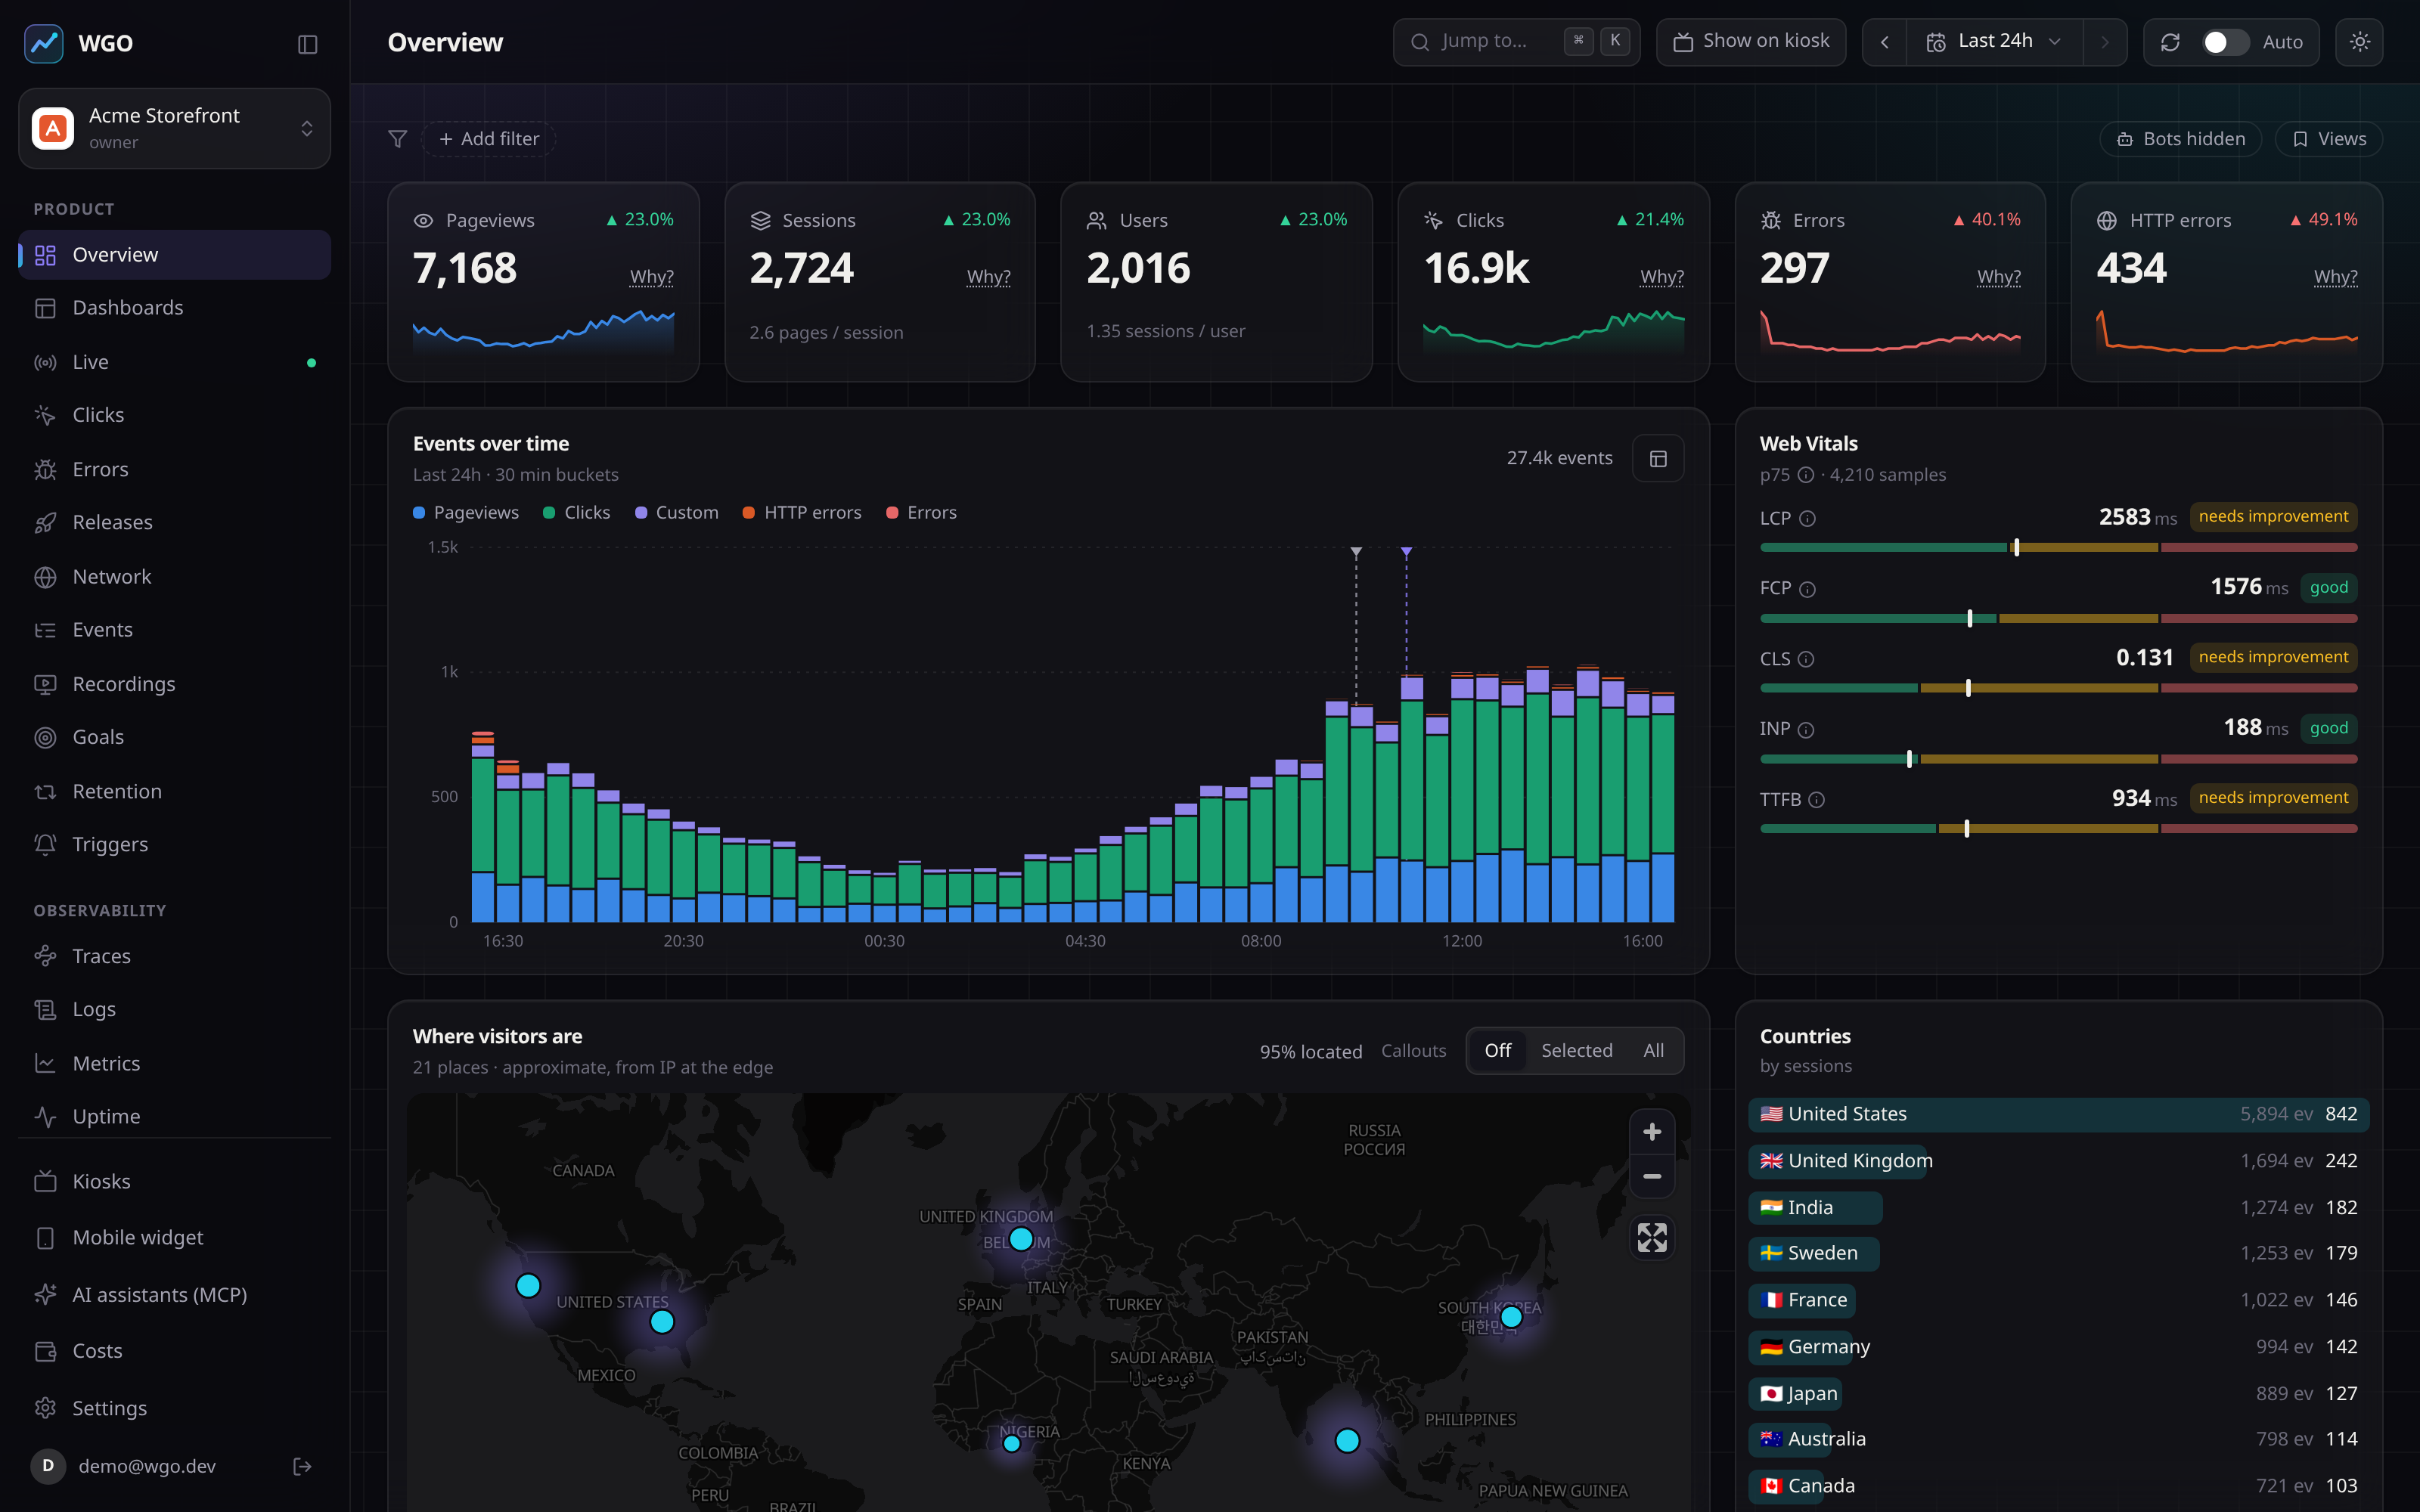 WGO
Overview
Jump to...
⌘ K
Show on kiosk
Last 24h
Auto
A
Acme Storefront
owner
PRODUCT
Overview
Dashboards
Live
Clicks
Errors
Releases
Network
Events
Recordings
Goals
Retention
Triggers
OBSERVABILITY
Traces
Logs
Metrics
Uptime
Kiosks
Mobile widget
AI assistants (MCP)
Costs
Settings
D demo@wgo.dev
+ Add filter
Bots hidden
Views
Pageviews ▲ 23.0%
7,168 Why?
Sessions ▲ 23.0%
2,724 Why?
2.6 pages / session
Users ▲ 23.0%
2,016
1.35 sessions / user
Clicks ▲ 21.4%
16.9k Why?
Errors ▲ 40.1%
297 Why?
HTTP errors ▲ 49.1%
434 Why?
Events over time
Last 24h · 30 min buckets
27.4k events
Pageviews Clicks Custom HTTP errors Errors
1.5k
1k
500
0
16:30 20:30 00:30 04:30 08:00 12:00 16:00
Web Vitals
p75 · 4,210 samples
LCP 2583 ms needs improvement
FCP 1576 ms good
CLS 0.131 needs improvement
INP 188 ms good
TTFB 934 ms needs improvement
Where visitors are
21 places · approximate, from IP at the edge
95% located Callouts Off Selected All
RUSSIA
РОССИЯ
CANADA
UNITED KINGDOM
ITALY
UNITED STATES
SPAIN
TURKEY
SOUTH KOREA
PAKISTAN
پاکستان
SAUDI ARABIA
السعودية
MEXICO
PHILIPPINES
NIGERIA
COLOMBIA
KENYA
PERU
BRAZIL
PAPUA NEW GUINEA
Countries
by sessions
United States 5,894 ev 842
United Kingdom 1,694 ev 242
India 1,274 ev 182
Sweden 1,253 ev 179
France 1,022 ev 146
Germany 994 ev 142
Japan 889 ev 127
Australia 798 ev 114
Canada 721 ev 103